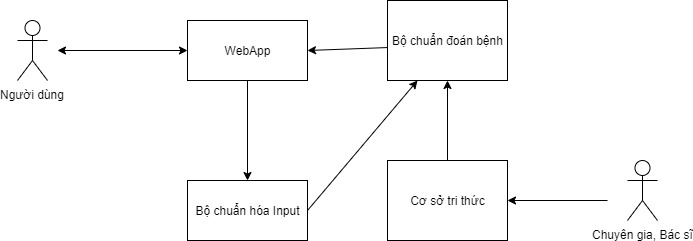 Bộ chuẩn đoán bệnh
WebApp
Người dùng
Bộ chuẩn hóa Input
Cơ sở tri thức
Chuyên gia, Bác sĩ